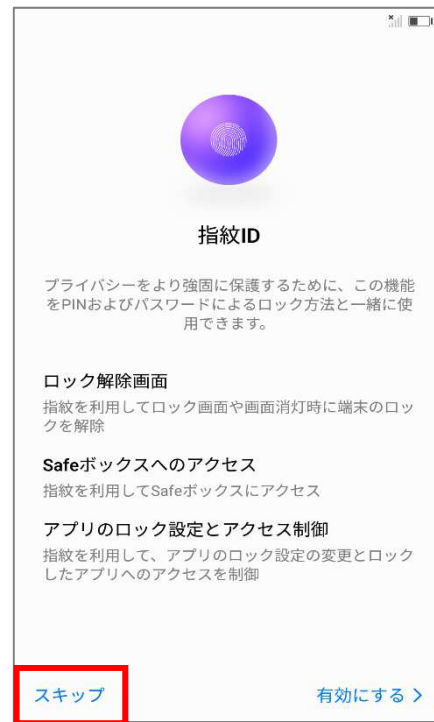 指紋ID
プライバシーをより強固に保護するために、この機能
をPINおよびパスワードによるロック方法と一緒に使
用できます。
ロック解除画面
指紋を利用してロック画面や画面消灯時に端末のロッ
クを解除
Safeボックスへのアクセス
指紋を利用してSafeボックスにアクセス
アプリのロック設定とアクセス制御
指紋を利用して、アプリのロック設定の変更とロック
したアプリへのアクセスを制御
スキップ
有効にする